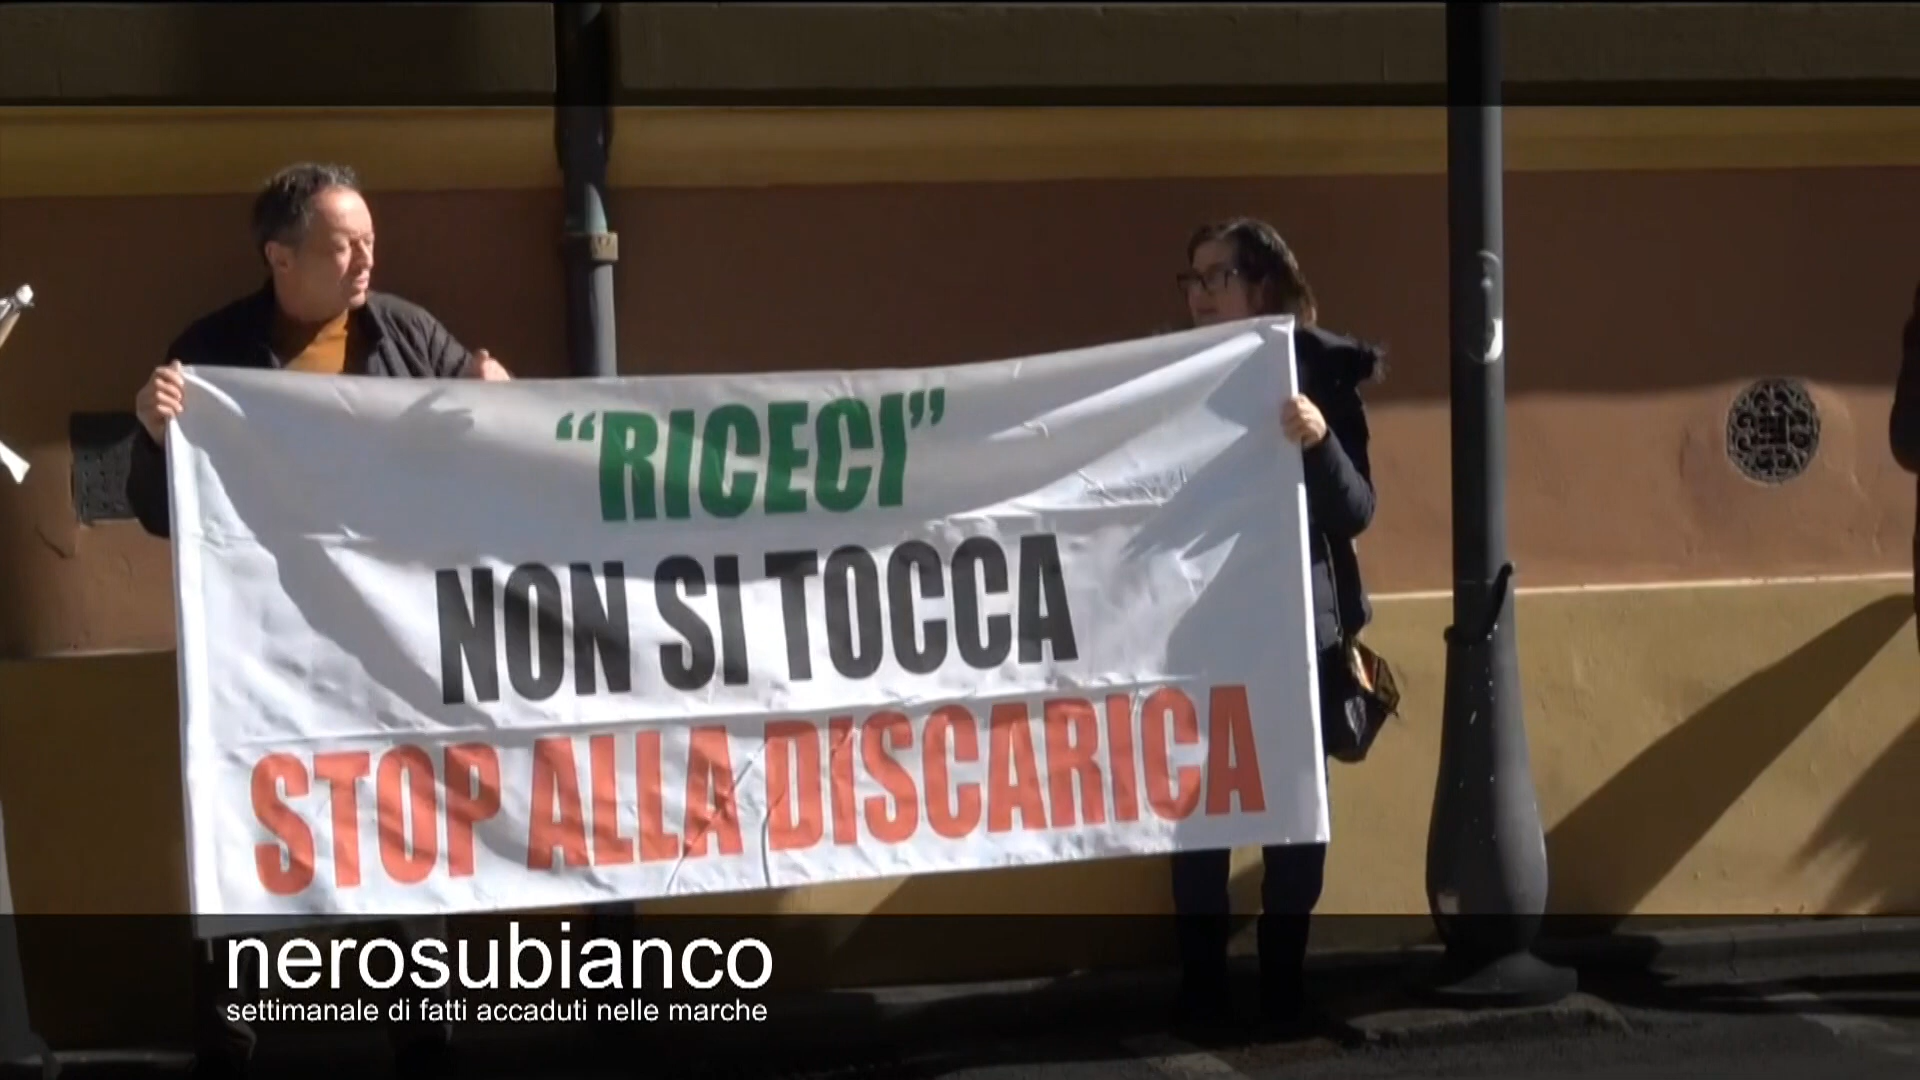 “RICECI”
NON SI TOCCA
STOP ALLA DISCARICA
nerosubianco
settimanale di fatti accaduti nelle marche